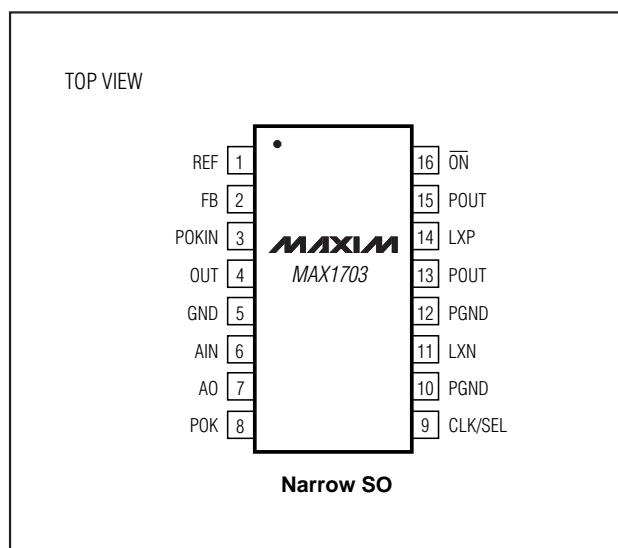 TOP VIEW
REF 1
FB 2
POKIN 3
OUT 4
GND 5
AIN 6
AO 7
POK 8
MAXIM
MAX1703
16 O̅N̅
15 POUT
14 LXP
13 POUT
12 PGND
11 LXN
10 PGND
9 CLK/SEL
Narrow SO